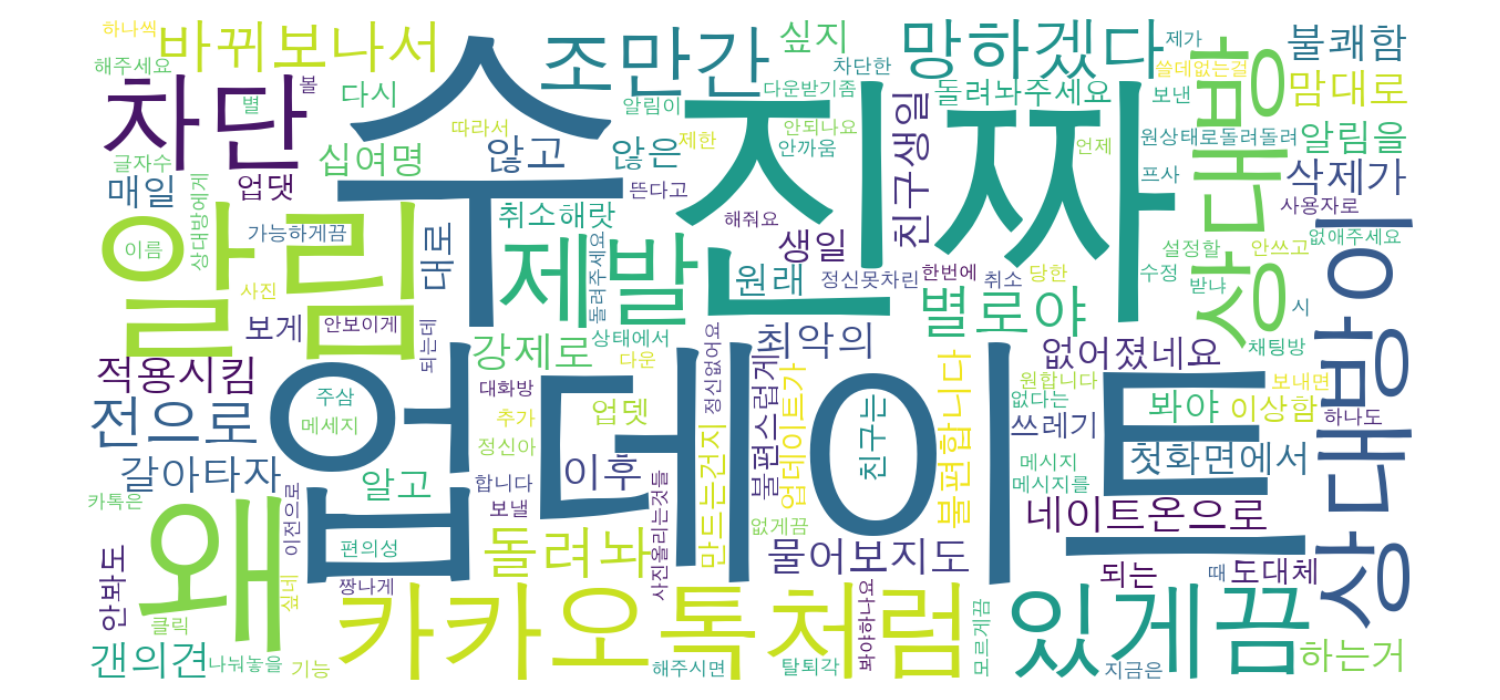 하나씩
바뀌보나서
수
조만간
싶지
망하겠다
제가
상대방
불쾌함
해주세요
차단
볼
다시
차단한
다운받기좀
돌려놔주세요
쓸데없는걸
보낸
맘대로
별
따라서
알림이
진짜
제한
안되나요
안까움
친구생일
언제
원상태로돌려돌려
알림을
글자수
십여명
않고
않은
프사
삭제가
매일
업댓
뜬다고
사용자로
상대방에게
알림
가능하게끔
대로
취소해랏
해줘요
생일
설정할
안쓰고
없애주세요
이름
제발
돌려주세요
원래
정신못차린
한번에
취소
당한
수정
받냐
상대방이
사진
보게
안보이게
별로야
시
적용시킴
되는데
강제로
상태에서
다운
정신없어요
최악의
없어졌네요
채팅방
업데이트
전으로
주삼
메세지
대화방
추가
업뎃
불편스럽게
업데이트가
친구는
불편합니다
원합니다
없다는
쓰레기
봐야
이상함
보내면
하나도
갈아타자
정신아
이후
만드는건지
첫화면에서
왜
알고
합니다
보낼
메시지
메시지를
카톡은
이전으로
사진올리는것들
없게끔
네이트온으로
안봐도
편의성
돌려놔
물어보지도
되는
때
도대체
싶네
짱나게
카카오톡처럼
봐야하나요
모르게끔
있게끔
클릭
갠의견
나눠놓을
기능
해주시면
탈퇴각
지금은
하는거